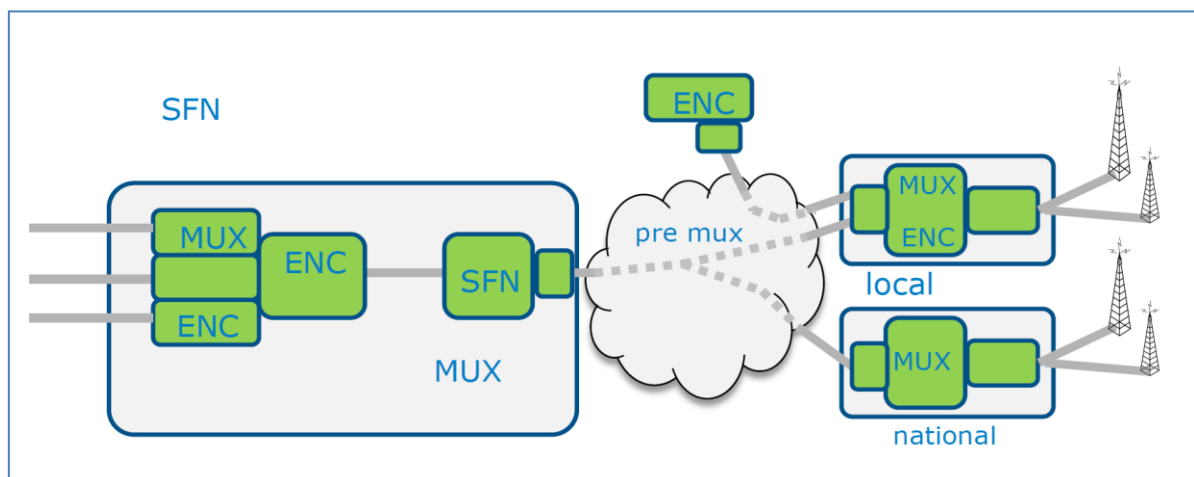 SFN
MUX
ENC
ENC
SFN
MUX
ENC
pre mux
MUX
ENC
local
MUX
national